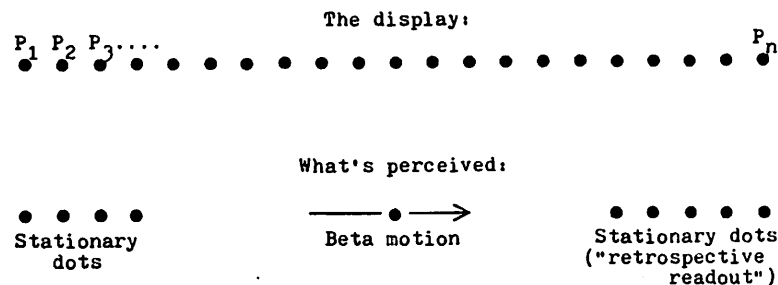 The display:
P1 P2 P3.... Pn
What's perceived:
Stationary dots
Beta motion
Stationary dots
("retrospective
readout")